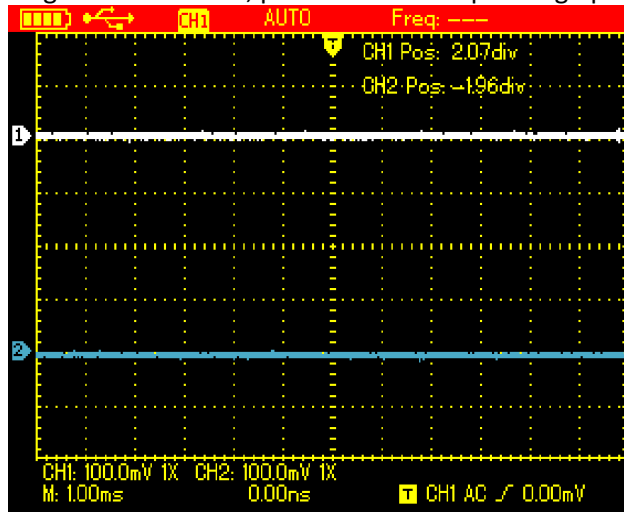 CH1 AUTO Freq: ---
T
CH1 Pos: 2.07div
CH2 Pos: -1.96div
1
2
CH1: 100.0mV 1X CH2: 100.0mV 1X
M: 1.00ms 0.00ns T CH1 AC 0.00mV